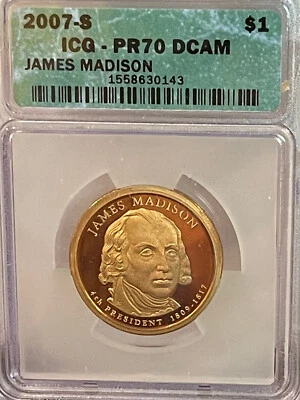 2007-S $1
ICG - PR70 DCAM
JAMES MADISON
1558630143
JAMES MADISON
4th PRESIDENT 1809-1817